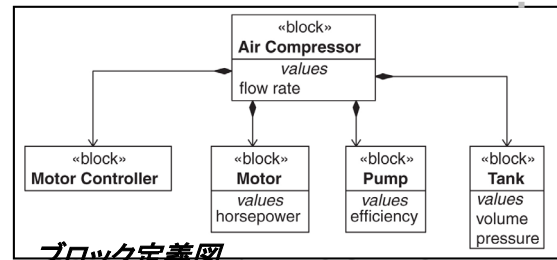 «block»
Air Compressor
values
flow rate
«block»
Motor Controller
«block»
Motor
values
horsepower
«block»
Pump
values
efficiency
«block»
Tank
values
volume
pressure
ブロック定義図